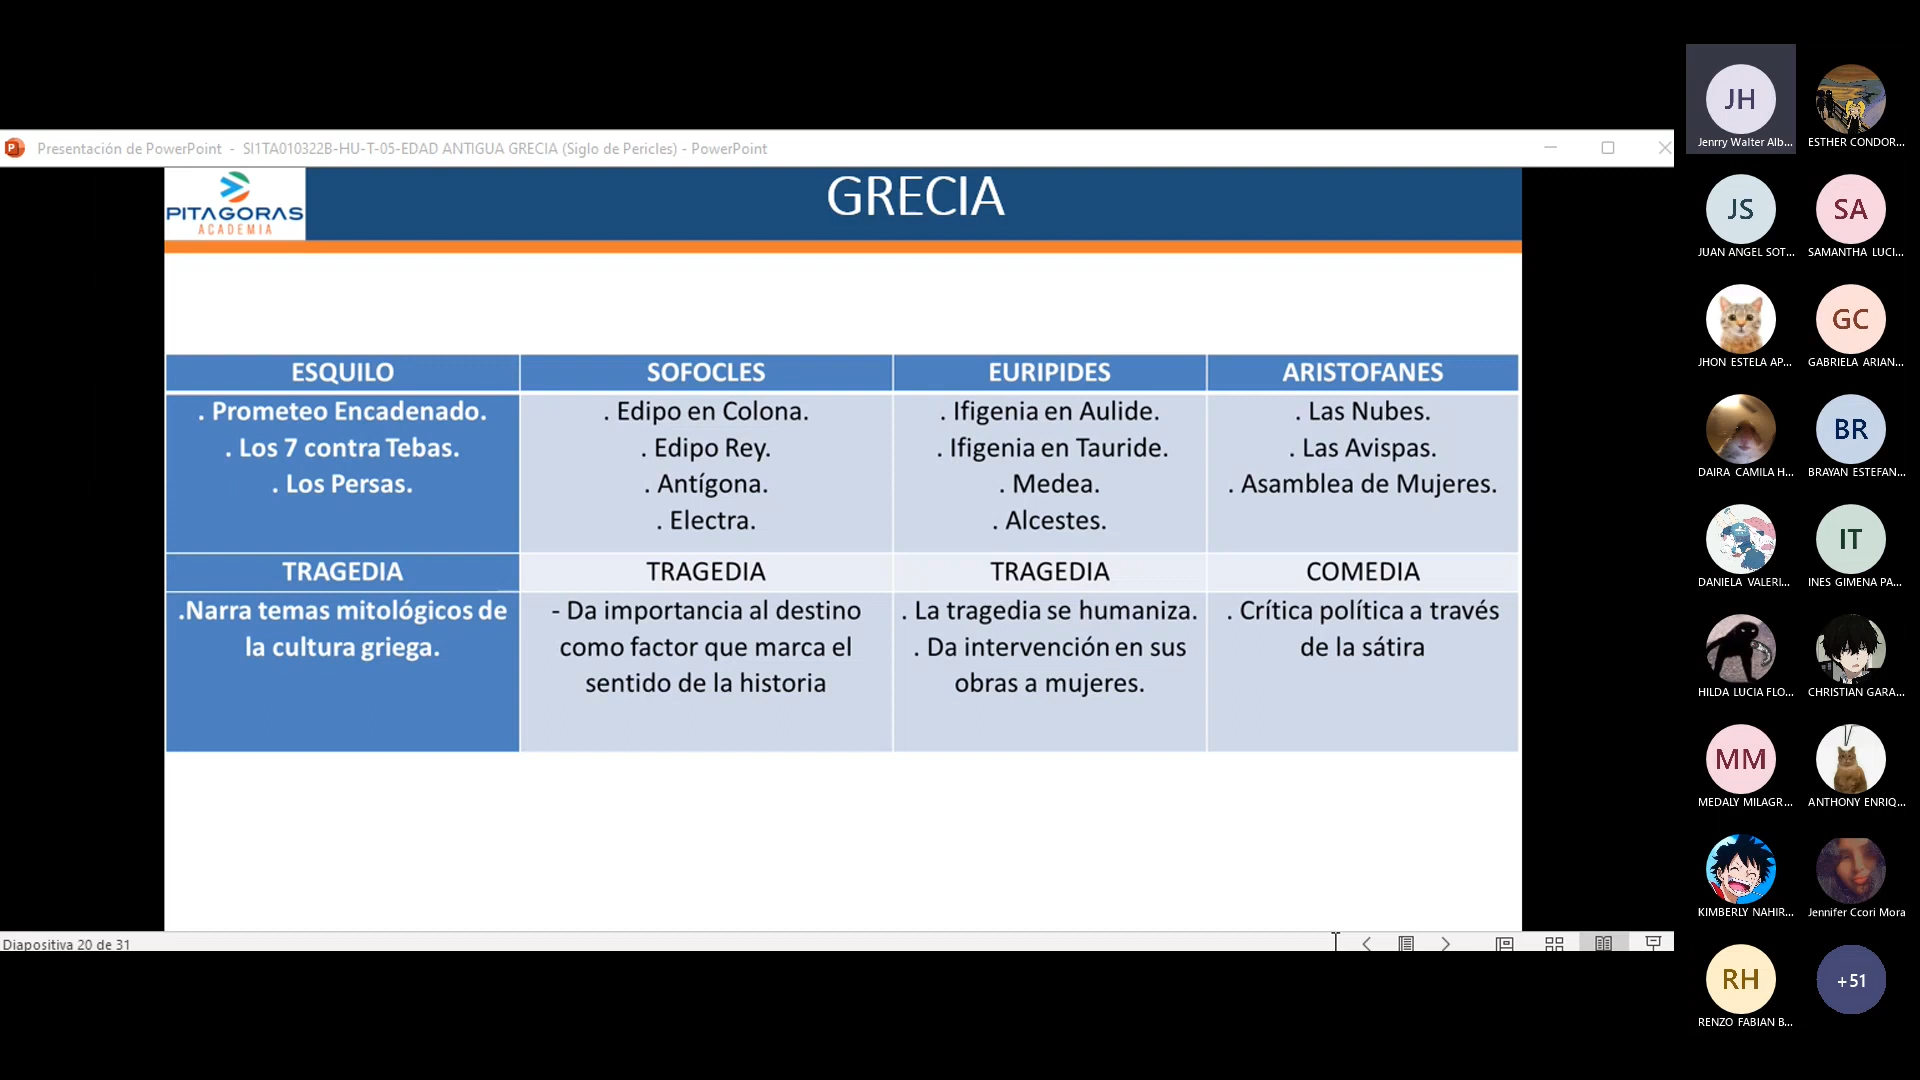 Presentación de PowerPoint - SI1TA010322B-HU-T-05-EDAD ANTIGUA GRECIA (Siglo de Pericles) - PowerPoint
PITAGORAS
ACADEMIA
GRECIA
ESQUILO
. Prometeo Encadenado.
. Los 7 contra Tebas.
. Los Persas.
TRAGEDIA
.Narra temas mitológicos de
la cultura griega.
SOFOCLES
. Edipo en Colona.
. Edipo Rey.
. Antígona.
. Electra.
TRAGEDIA
- Da importancia al destino
como factor que marca el
sentido de la historia
EURIPIDES
. Ifigenia en Aulide.
. Ifigenia en Tauride.
. Medea.
. Alcestes.
TRAGEDIA
. La tragedia se humaniza.
. Da intervención en sus
obras a mujeres.
ARISTOFANES
. Las Nubes.
. Las Avispas.
. Asamblea de Mujeres.
COMEDIA
. Crítica política a través
de la sátira
Diapositiva 20 de 31
JH
Jenrry Walter Alb...
ESTHER CONDOR...
JS
JUAN ANGEL SOT...
SA
SAMANTHA LUCI...
JHON ESTELA AP...
GC
GABRIELA ARIAN...
DAIRA CAMILA H...
BR
BRAYAN ESTEFAN...
DANIELA VALERI...
IT
INES GIMENA PA...
HILDA LUCIA FLO...
CHRISTIAN GARA...
MM
MEDALY MILAGR...
ANTHONY ENRIQ...
KIMBERLY NAHIR...
Jennifer Ccori Mora
RH
RENZO FABIAN B...
+51